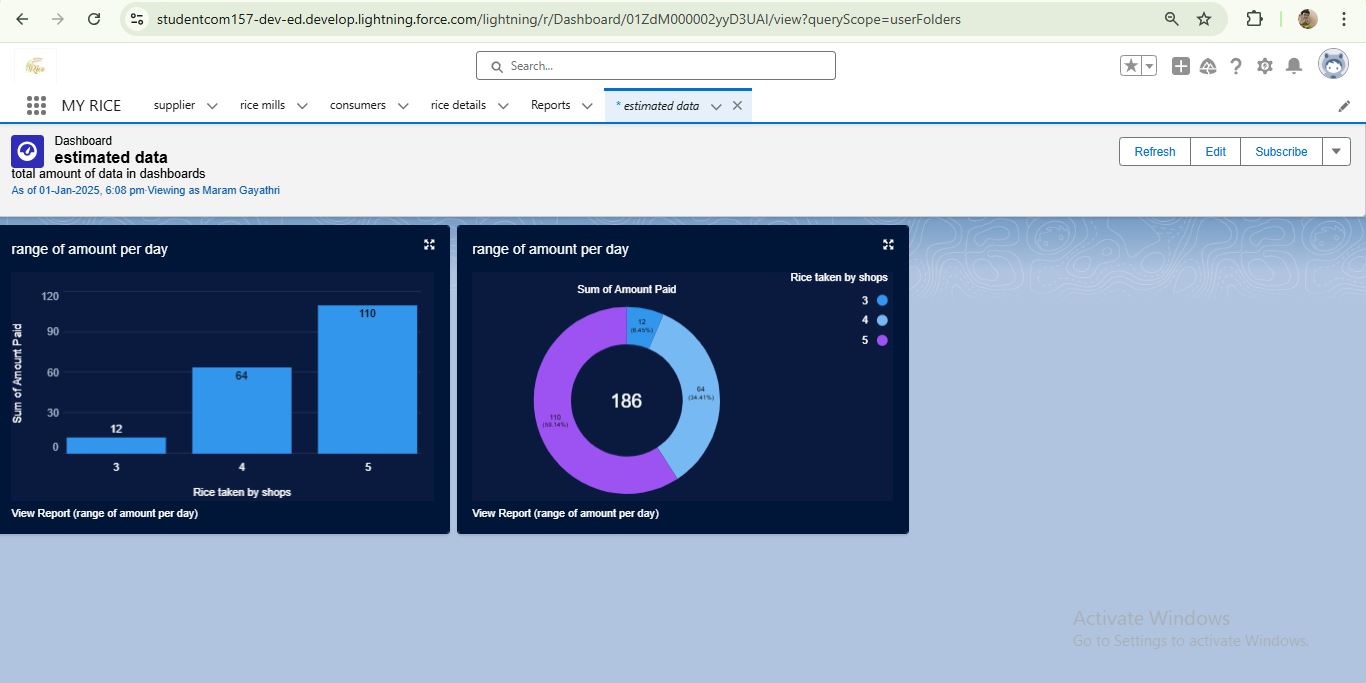 studentcom157-dev-ed.develop.lightning.force.com/lightning/r/Dashboard/01ZdM000002yyD3UAI/view?queryScope=userFolders
Rice
Search...
MY RICE supplier rice mills consumers rice details Reports * estimated data
Dashboard
estimated data
total amount of data in dashboards
As of 01-Jan-2025, 6:08 pm·Viewing as Maram Gayathri
Refresh Edit Subscribe
range of amount per day
Sum of Amount Paid
120
90
60
30
0
12
64
110
3 4 5
Rice taken by shops
View Report (range of amount per day)
range of amount per day
Rice taken by shops
3
4
5
Sum of Amount Paid
12
(6.45%)
64
(34.41%)
110
(59.14%)
186
View Report (range of amount per day)
Activate Windows
Go to Settings to activate Windows.